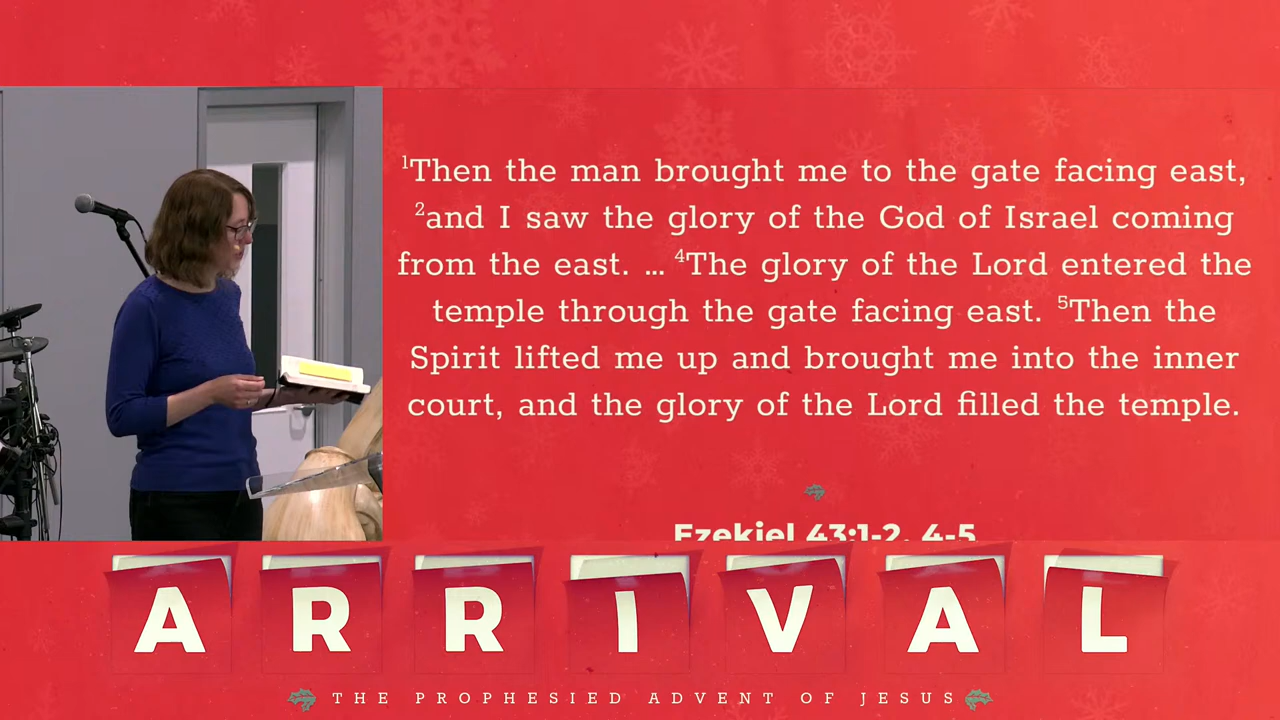 ¹Then the man brought me to the gate facing east,
²and I saw the glory of the God of Israel coming
from the east. ... ⁴The glory of the Lord entered the
temple through the gate facing east. ⁵Then the
Spirit lifted me up and brought me into the inner
court, and the glory of the Lord filled the temple.
Ezekiel 43:1-2, 4-5
ARRIVAL
THE PROPHESIED ADVENT OF JESUS